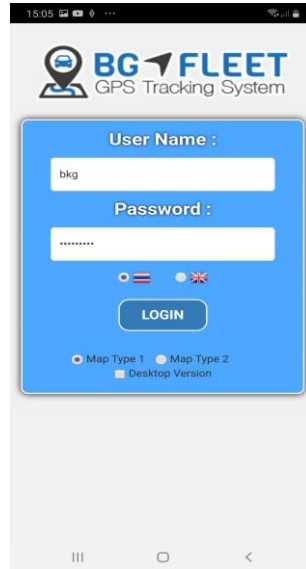 15:05
BG FLEET
GPS Tracking System
User Name :
bkg
Password :
•••••••••
LOGIN
Map Type 1 Map Type 2
Desktop Version